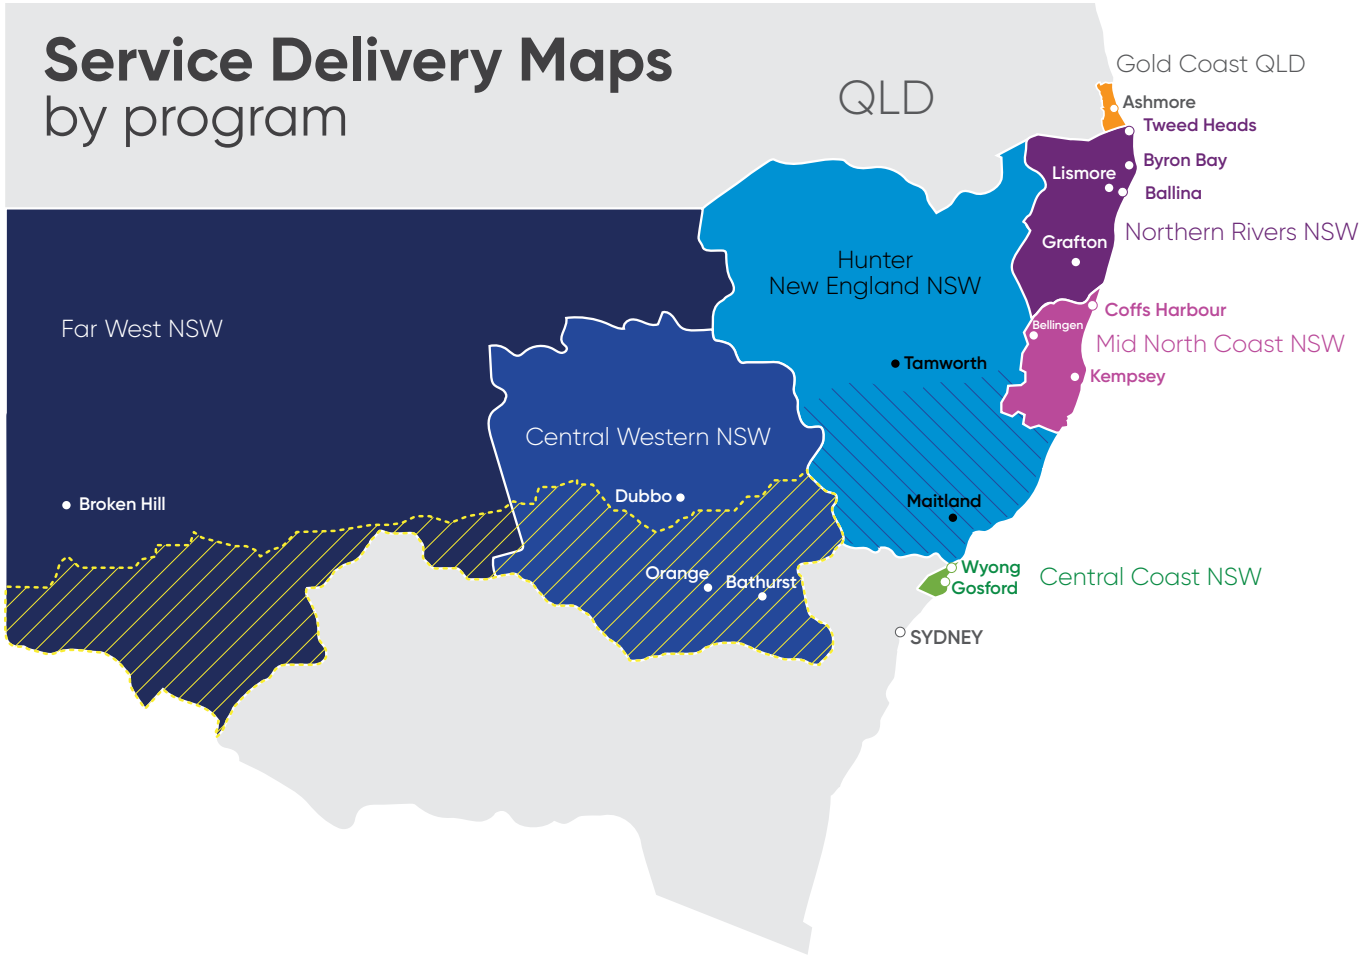 Service Delivery Maps
by program
QLD
Gold Coast QLD
Ashmore
Tweed Heads
Byron Bay
Lismore
Ballina
Northern Rivers NSW
Grafton
Hunter
New England NSW
Coffs Harbour
Bellingen
Mid North Coast NSW
Kempsey
Far West NSW
Tamworth
Central Western NSW
Dubbo
Maitland
Broken Hill
Orange
Bathurst
Wyong
Gosford
Central Coast NSW
SYDNEY